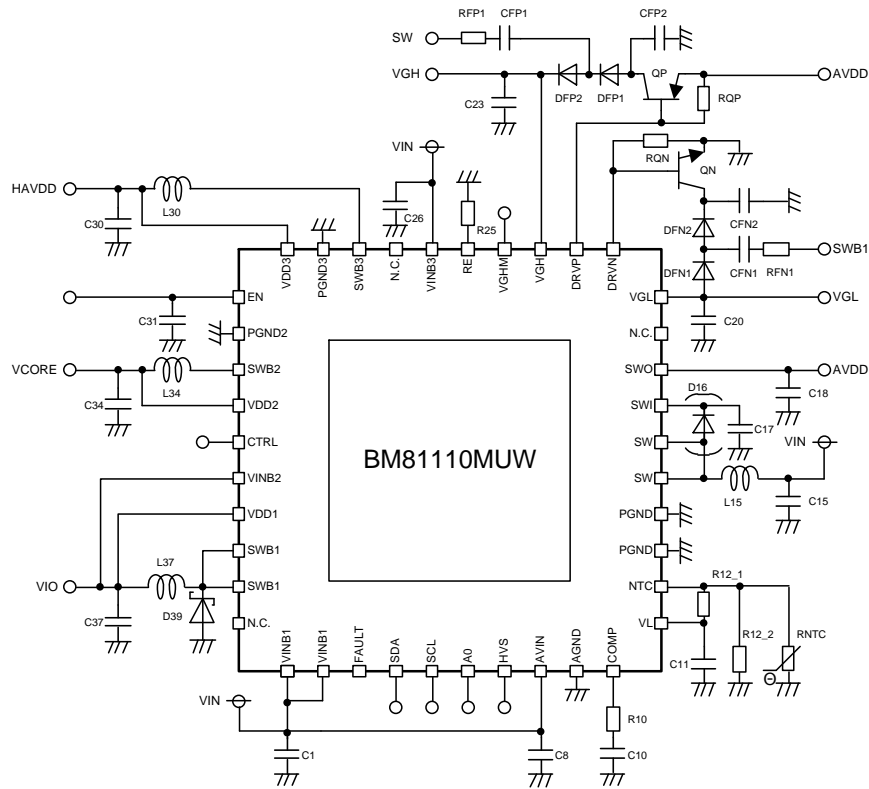 RFP1
CFP1
CFP2
SW
VGH
QP
AVDD
C23
DFP2
DFP1
RQP
VIN
RQN
QN
HAVDD
L30
C26
R25
CFN2
DFN2
C30
SWB1
DFN1
CFN1
RFN1
VDD3
PGND3
SWB3
N.C.
VINB3
RE
VGHM
VGH
DRVP
DRVN
EN
VGL
VGL
C31
C20
PGND2
N.C.
VCORE
SWB2
SWO
AVDD
L34
D16
C18
C34
VDD2
SWI
C17
VIN
CTRL
SW
BM81110MUW
VINB2
SW
L15
C15
VDD1
PGND
L37
SWB1
PGND
VIO
SWB1
NTC
R12_1
D39
C37
N.C.
VL
R12_2
RNTC
C11
VINB1
VINB1
FAULT
SDA
SCL
A0
HVS
AVIN
AGND
COMP
VIN
R10
C1
C8
C10